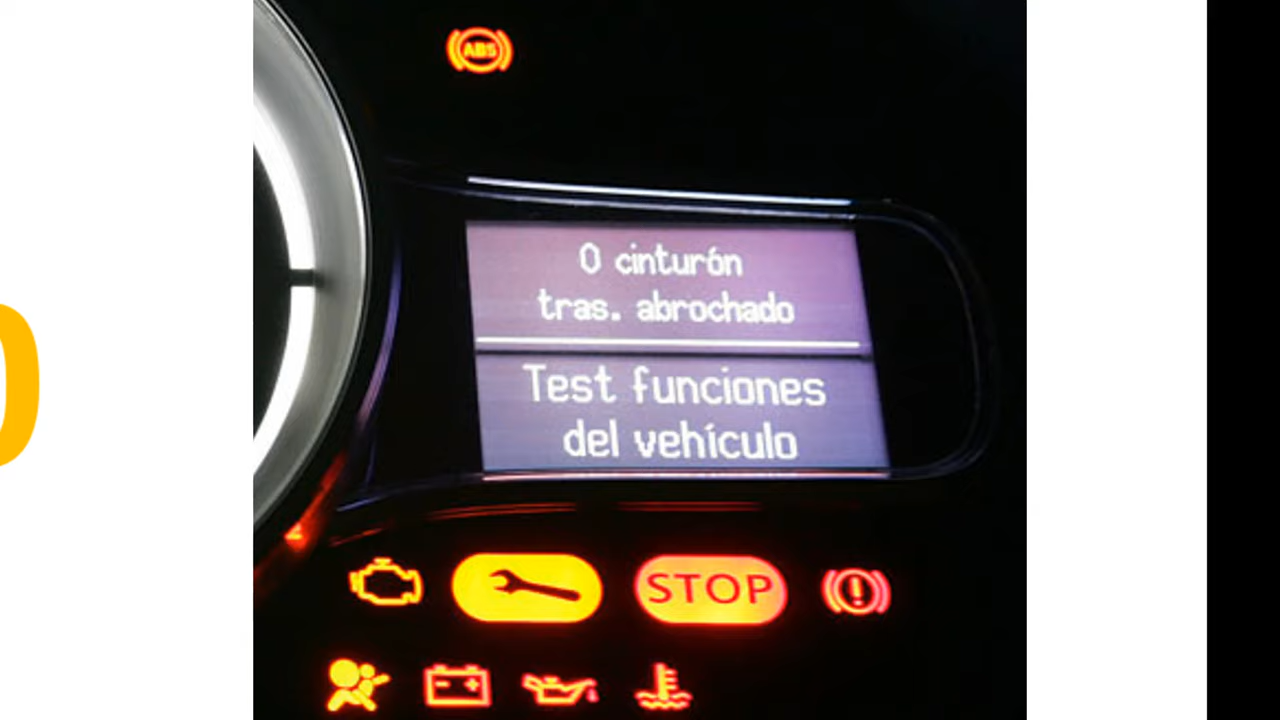 ABS
0 cinturón
tras. abrochado
Test funciones
del vehículo
STOP